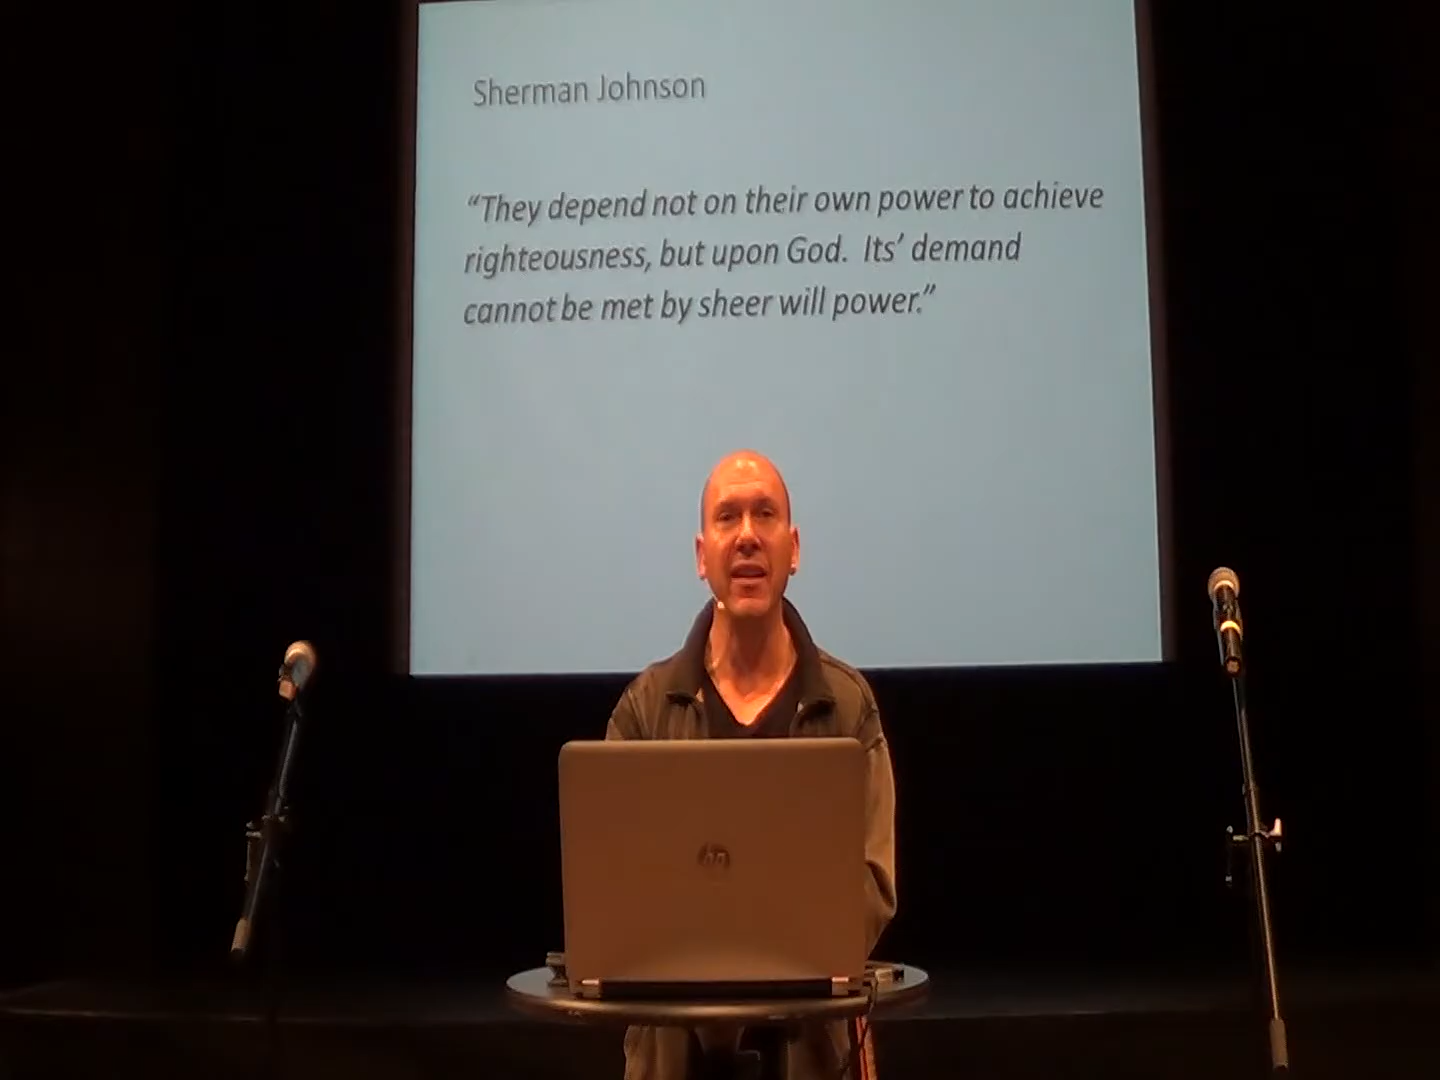 Sherman Johnson
“They depend not on their own power to achieve
righteousness, but upon God.  Its’ demand
cannot be met by sheer will power.”
hp